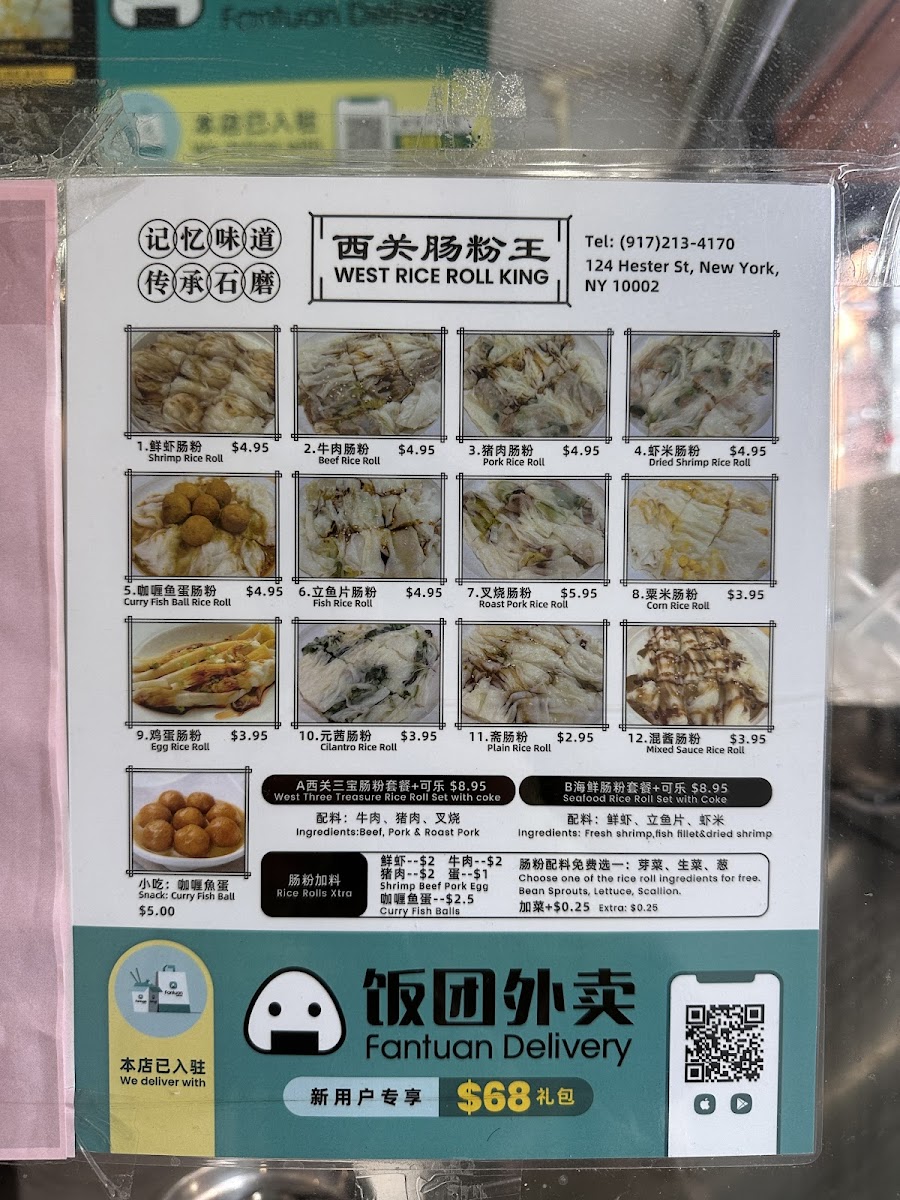 Fantuan Delivery
本店已入驻
记忆味道
传承石磨
西关肠粉王
WEST RICE ROLL KING
Tel: (917)213-4170
124 Hester St, New York,
NY 10002
1.鲜虾肠粉 $4.95
Shrimp Rice Roll
2.牛肉肠粉 $4.95
Beef Rice Roll
3.猪肉肠粉 $4.95
Pork Rice Roll
4.虾米肠粉 $4.95
Dried Shrimp Rice Roll
5.咖喱鱼蛋肠粉 $4.95
Curry Fish Ball Rice Roll
6.立鱼片肠粉 $4.95
Fish Rice Roll
7.叉烧肠粉 $5.95
Roast Pork Rice Roll
8.粟米肠粉 $3.95
Corn Rice Roll
9.鸡蛋肠粉 $3.95
Egg Rice Roll
10.元茜肠粉 $3.95
Cilantro Rice Roll
11.斋肠粉 $2.95
Plain Rice Roll
12.混酱肠粉 $3.95
Mixed Sauce Rice Roll
小吃：咖喱魚蛋
Snack: Curry Fish Ball
$5.00
A西关三宝肠粉套餐+可乐 $8.95
West Three Treasure Rice Roll Set with coke
配料：牛肉、猪肉、叉烧
Ingredients:Beef, Pork & Roast Pork
B海鲜肠粉套餐+可乐 $8.95
Seafood Rice Roll Set with Coke
配料：鲜虾、立鱼片、虾米
Ingredients: Fresh shrimp,fish fillet&dried shrimp
肠粉加料
Rice Rolls Xtra
鲜虾--$2 牛肉--$2
猪肉--$2 蛋--$1
Shrimp Beef Pork Egg
咖喱鱼蛋--$2.5
Curry Fish Balls
肠粉配料免费选一：芽菜、生菜、葱
Choose one of the rice roll ingredients for free.
Bean Sprouts, Lettuce, Scallion.
加菜+$0.25 Extra: $0.25
Fantuan
本店已入驻
We deliver with
饭团外卖
Fantuan Delivery
新用户专享 $68礼包